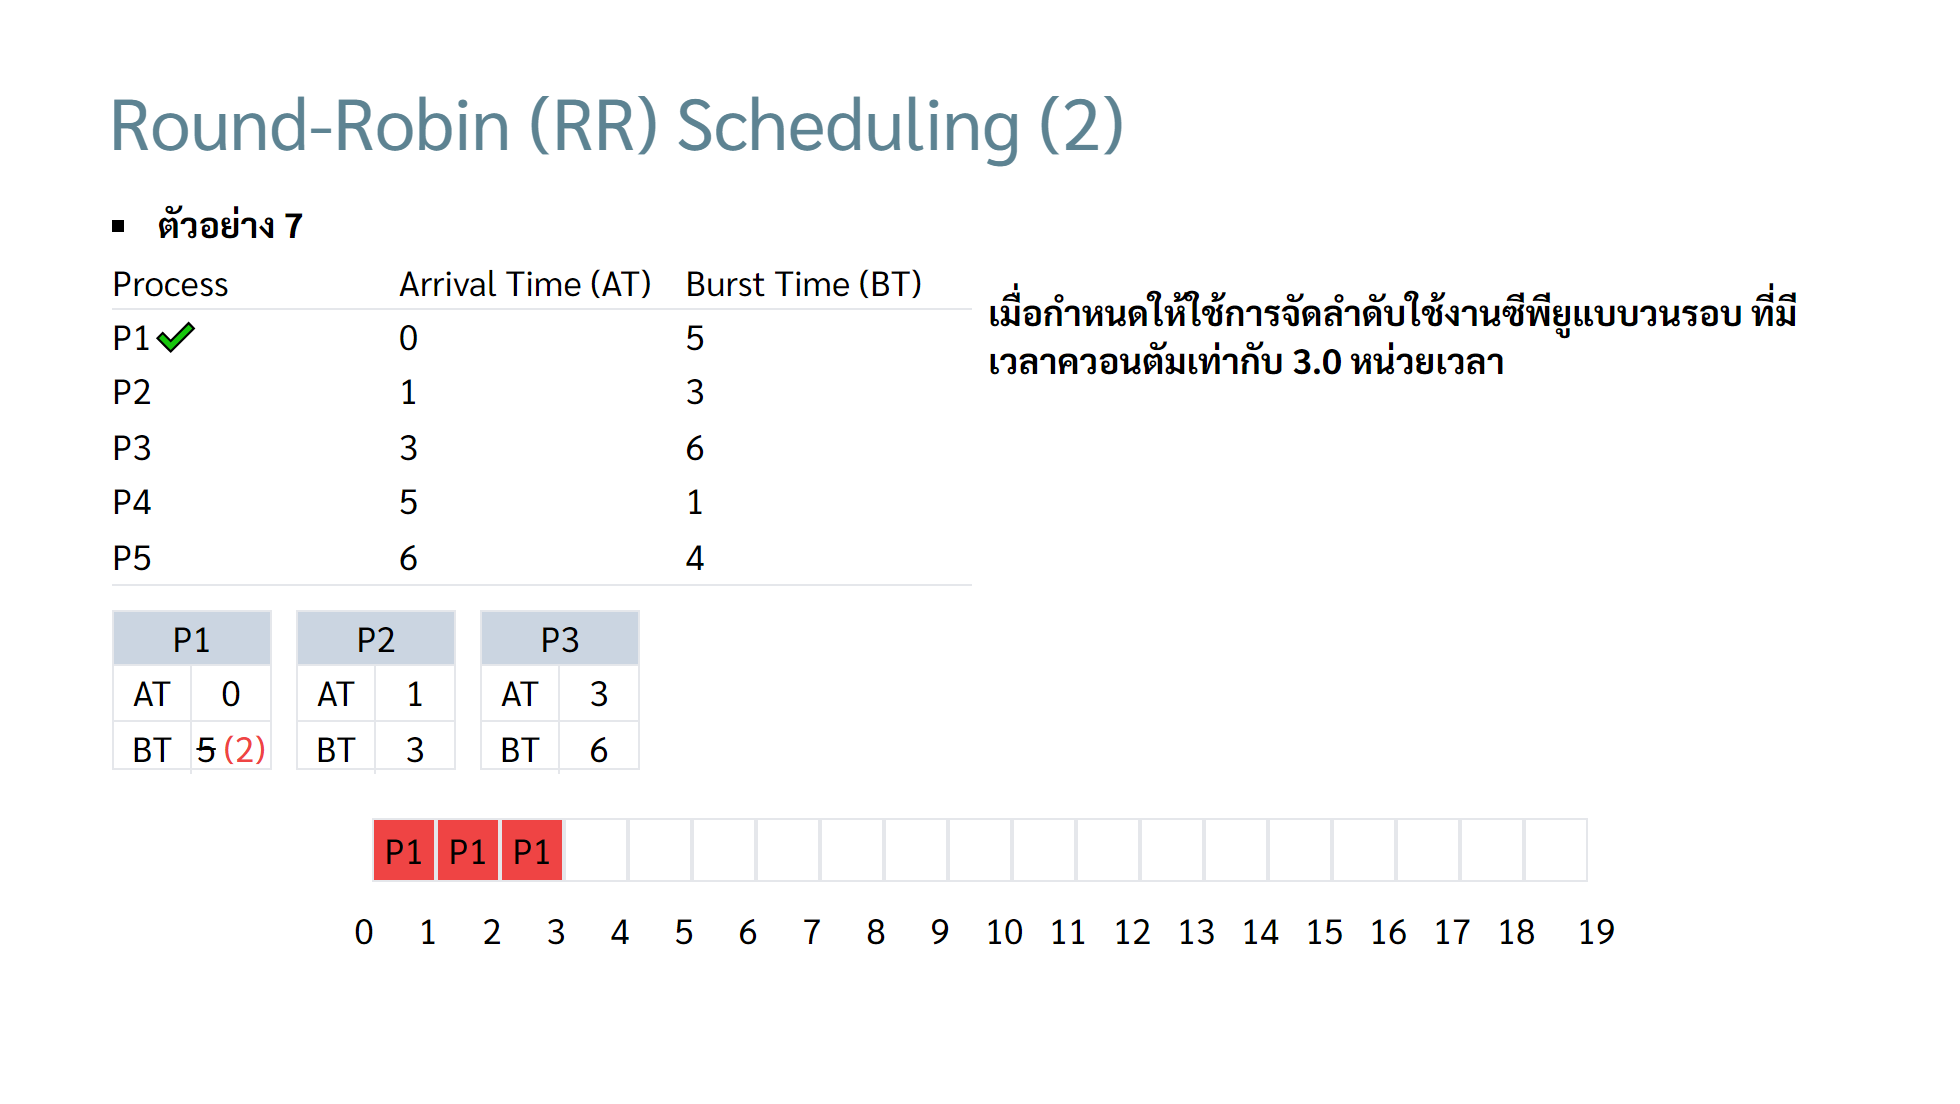 Round-Robin (RR) Scheduling (2)
ตัวอย่าง 7
Process Arrival Time (AT) Burst Time (BT)
P1 0 5
P2 1 3
P3 3 6
P4 5 1
P5 6 4
เมื่อกำหนดให้ใช้การจัดลำดับใช้งานซีพียูแบบวนรอบ ที่มี
เวลาควอนตัมเท่ากับ 3.0 หน่วยเวลา
P1 P2 P3
AT 0 AT 1 AT 3
BT 5 (2) BT 3 BT 6
P1 P1 P1
0 1 2 3 4 5 6 7 8 9 10 11 12 13 14 15 16 17 18 19